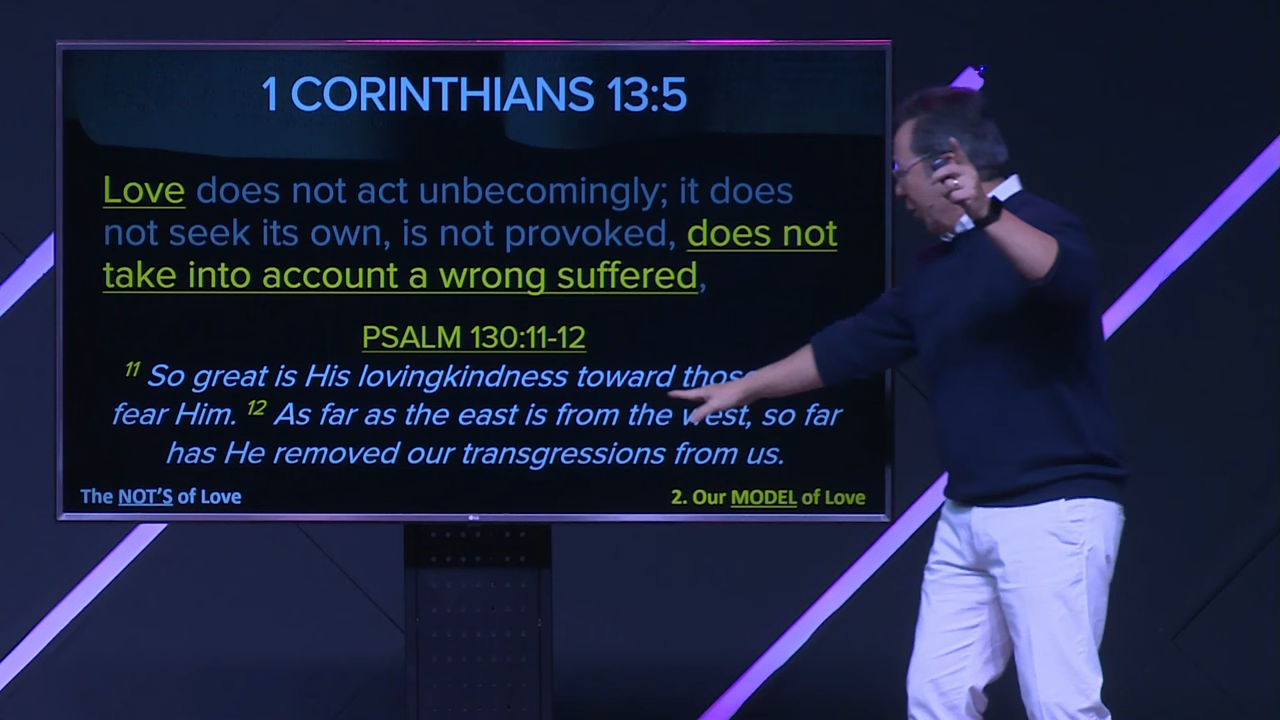 1 CORINTHIANS 13:5
Love does not act unbecomingly; it does
not seek its own, is not provoked, does not
take into account a wrong suffered,
PSALM 130:11-12
11 So great is His lovingkindness toward
fear Him. 12 As far as the east is from the west, so far
has He removed our transgressions from us.
The NOT'S of Love
2. Our MODEL of Love
LG